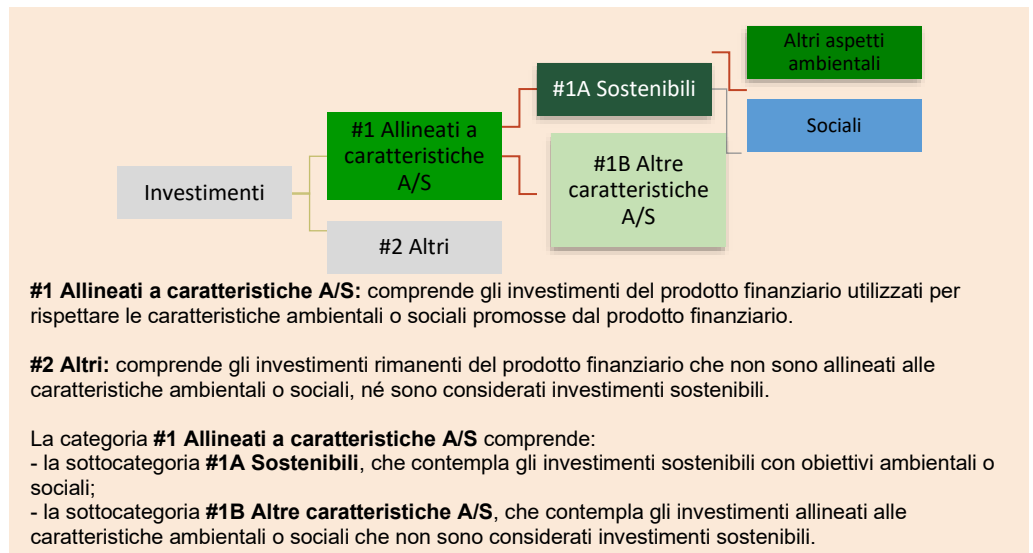 Altri aspetti
ambientali
#1A Sostenibili
Sociali
#1 Allineati a
caratteristiche
A/S
#1B Altre
caratteristiche
A/S
Investimenti
#2 Altri
#1 Allineati a caratteristiche A/S: comprende gli investimenti del prodotto finanziario utilizzati per
rispettare le caratteristiche ambientali o sociali promosse dal prodotto finanziario.
#2 Altri: comprende gli investimenti rimanenti del prodotto finanziario che non sono allineati alle
caratteristiche ambientali o sociali, né sono considerati investimenti sostenibili.
La categoria #1 Allineati a caratteristiche A/S comprende:
- la sottocategoria #1A Sostenibili, che contempla gli investimenti sostenibili con obiettivi ambientali o
sociali;
- la sottocategoria #1B Altre caratteristiche A/S, che contempla gli investimenti allineati alle
caratteristiche ambientali o sociali che non sono considerati investimenti sostenibili.